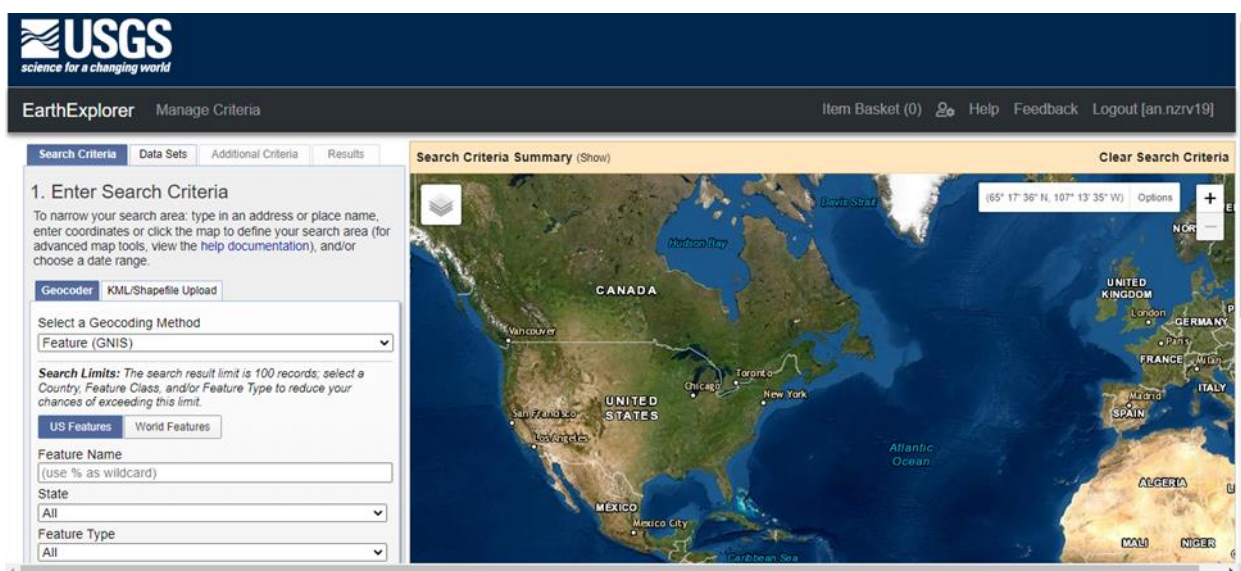 USGS
science for a changing world
EarthExplorer Manage Criteria Item Basket (0) Help Feedback Logout [an.nzrv19]
Search Criteria Data Sets Additional Criteria Results
1. Enter Search Criteria
To narrow your search area: type in an address or place name,
enter coordinates or click the map to define your search area (for
advanced map tools, view the help documentation), and/or
choose a date range.
Geocoder KML/Shapefile Upload
Select a Geocoding Method
Feature (GNIS)
Search Limits: The search result limit is 100 records; select a
Country, Feature Class, and/or Feature Type to reduce your
chances of exceeding this limit.
US Features World Features
Feature Name
(use % as wildcard)
State
All
Feature Type
All
Search Criteria Summary (Show) Clear Search Criteria
(65° 17' 36" N, 107° 13' 35" W) Options +
Davis Strait
Hudson Bay
NOR
CANADA
UNITED
KINGDOM
London
GERMANY
Vancouver
Paris
FRANCE
Milan
Toronto
Chicago
New York
ITALY
Madrid
SPAIN
UNITED
STATES
San Francisco
Los Angeles
Atlantic
Ocean
ALGERIA
MÉXICO
Mexico City
MALI NIGER
Caribbean Sea